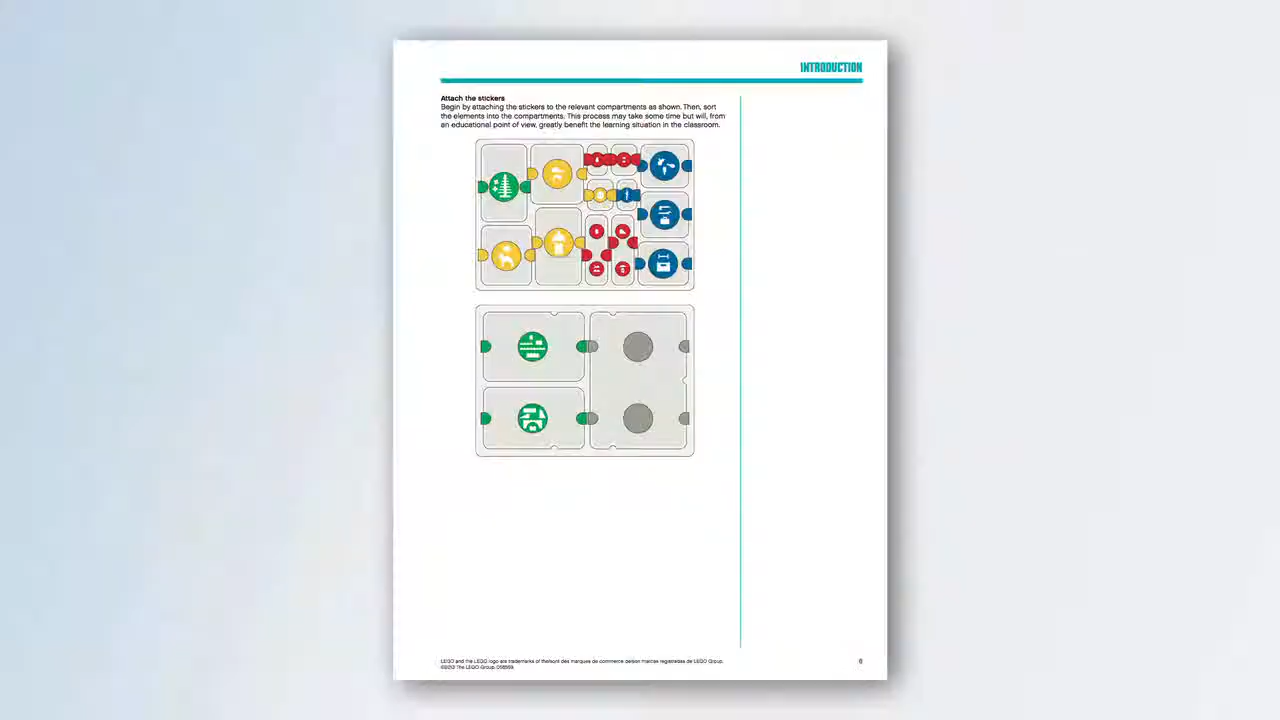 INTRODUCTION
Attach the stickers
Begin by attaching the stickers to the relevant compartments as shown. Then, sort
the elements into the compartments. This process may take some time but will, from
an educational point of view, greatly benefit the learning situation in the classroom.
LEGO and the LEGO logo are trademarks of the/sont des marques de commerce de/son marcas registradas de LEGO Group.
The LEGO Group.